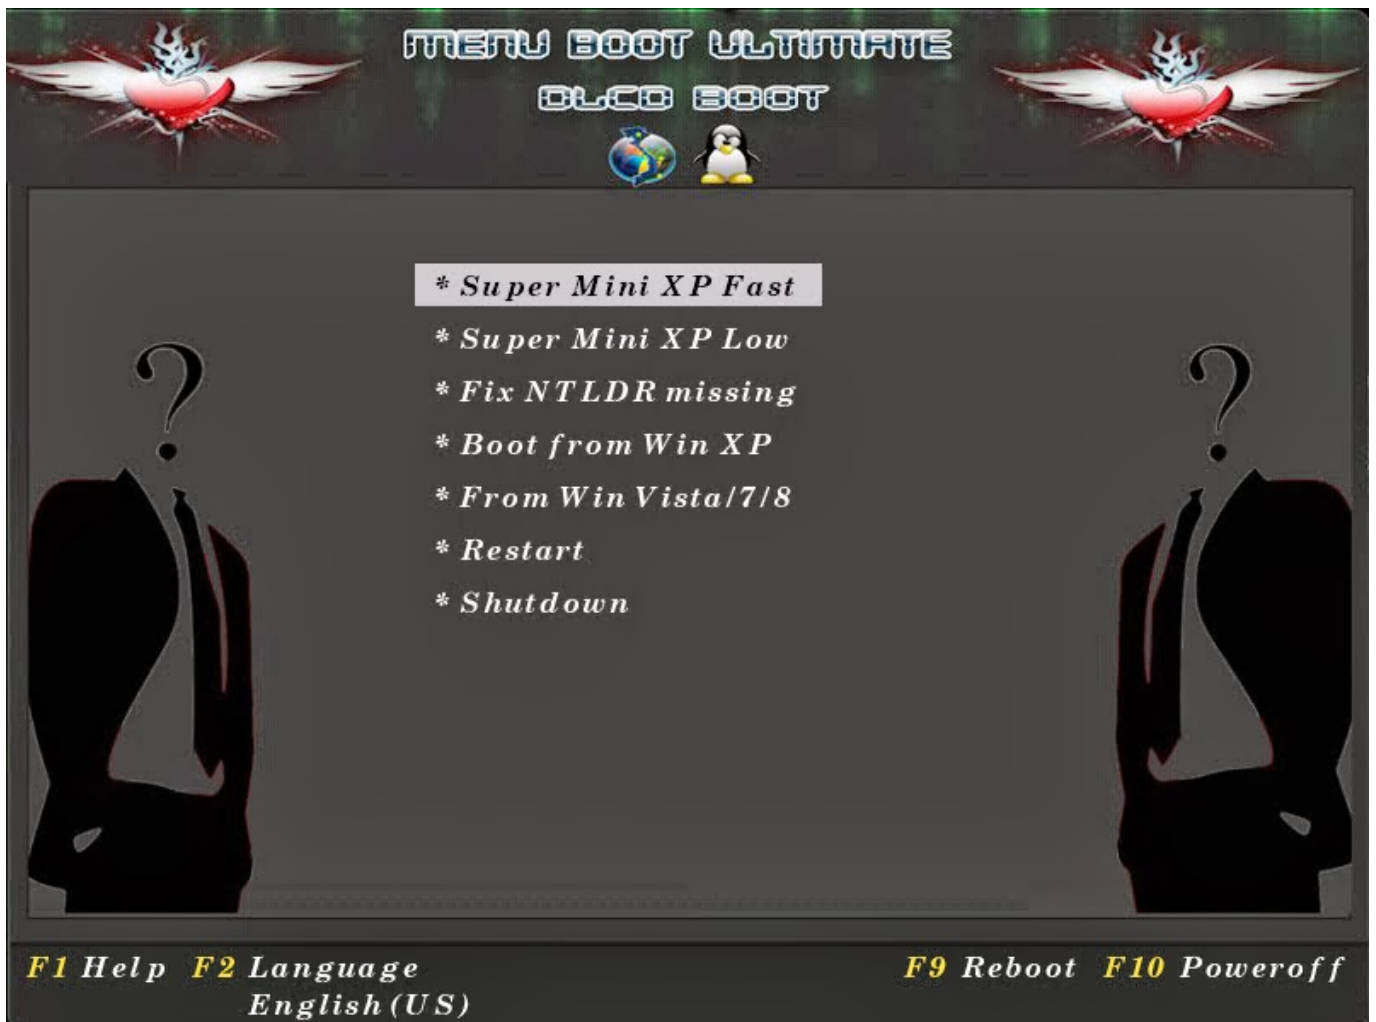 MENU BOOT ULTIMATE
DLCD BOOT
* Super Mini XP Fast
* Super Mini XP Low
* Fix NTLDR missing
* Boot from Win XP
* From Win Vista/7/8
* Restart
* Shutdown
F1 Help F2 Language F9 Reboot F10 Poweroff
English (US)